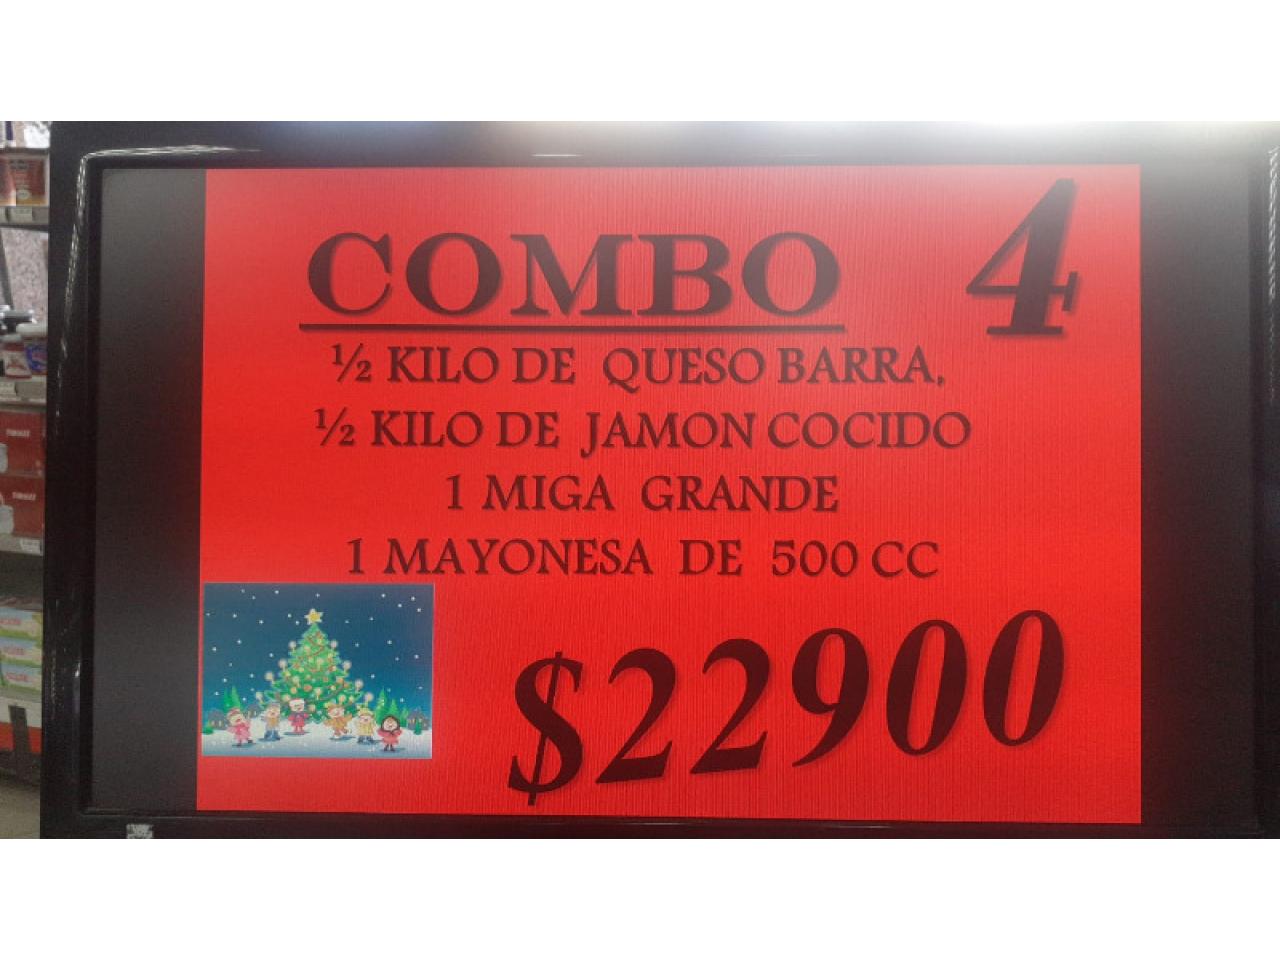 COMBO 4
½ KILO DE QUESO BARRA,
½ KILO DE JAMON COCIDO
1 MIGA GRANDE
1 MAYONESA DE 500 CC
$22900